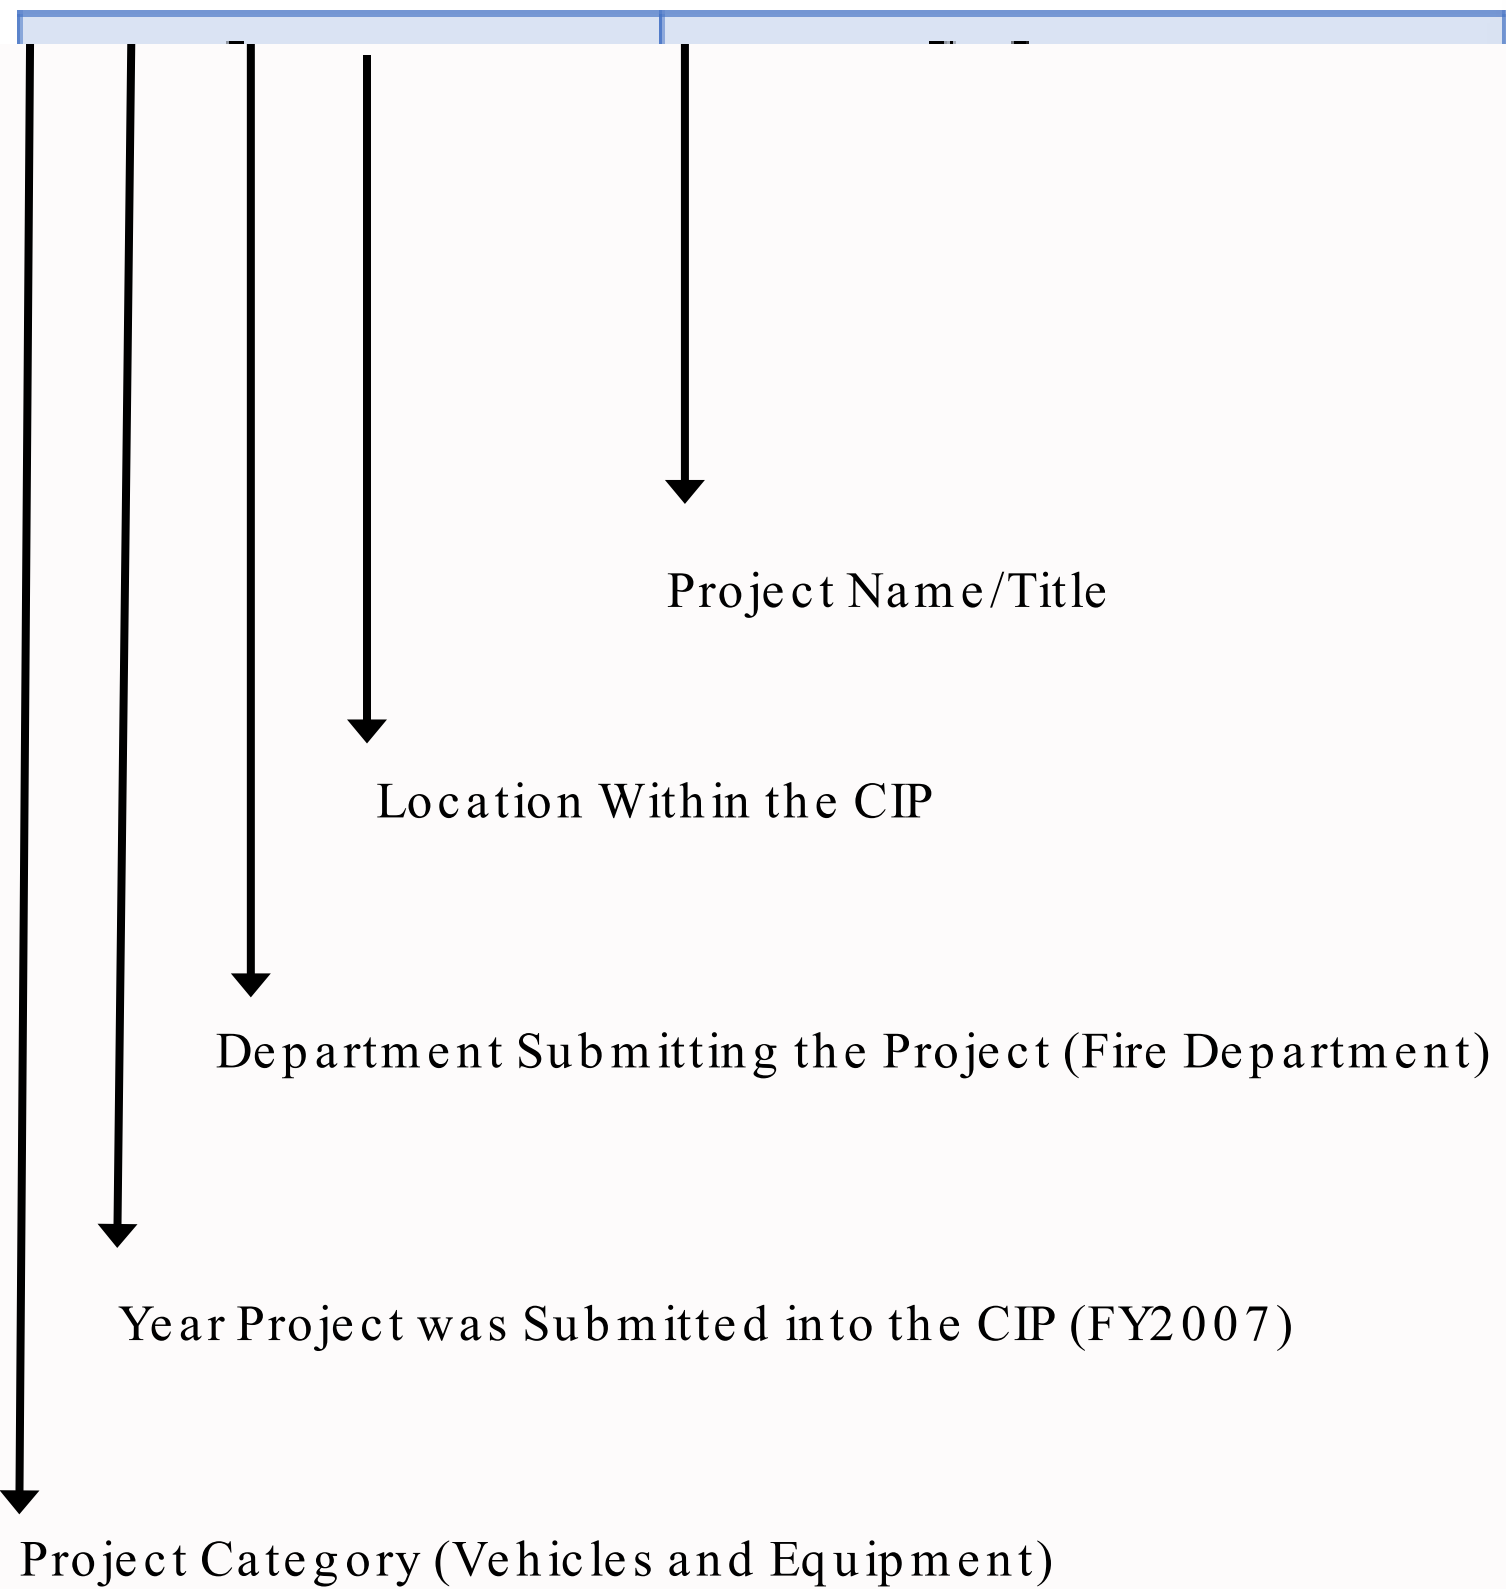 Project Name/Title
Location Within the CIP
Department Submitting the Project (Fire Department)
Year Project was Submitted into the CIP (FY2007)
Project Category (Vehicles and Equipment)